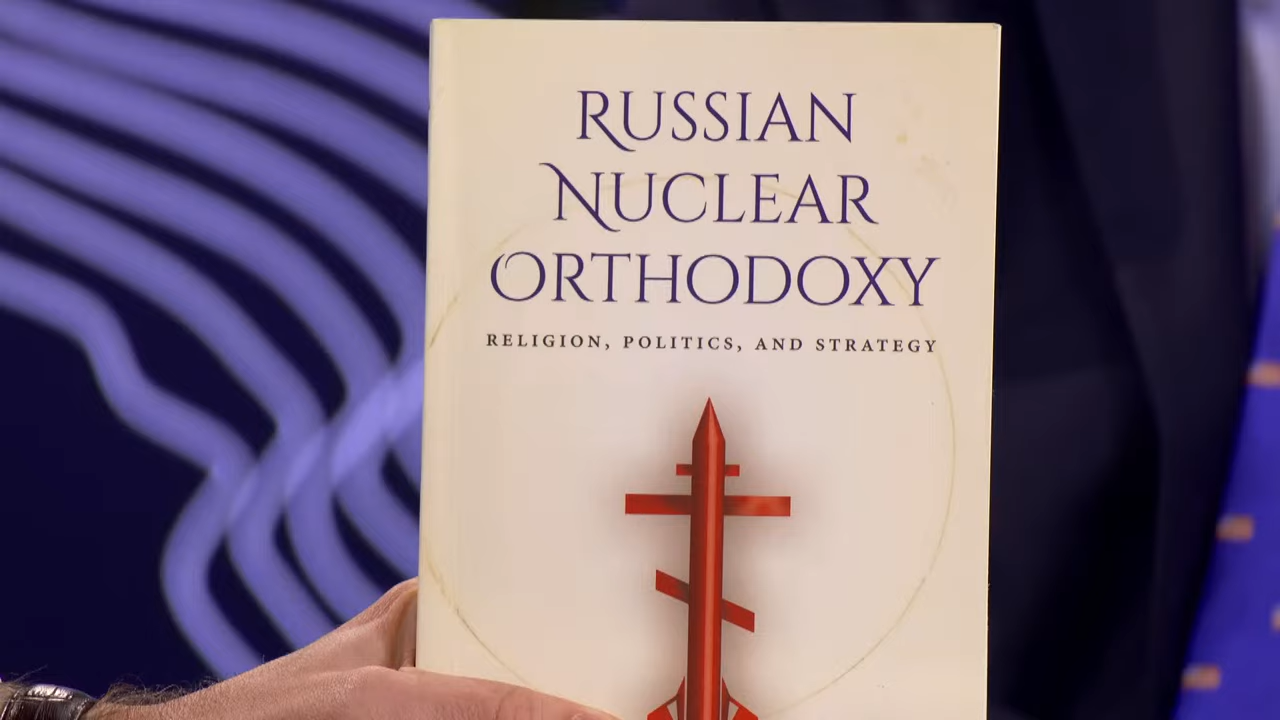 RUSSIAN
NUCLEAR
ORTHODOXY
RELIGION, POLITICS, AND STRATEGY